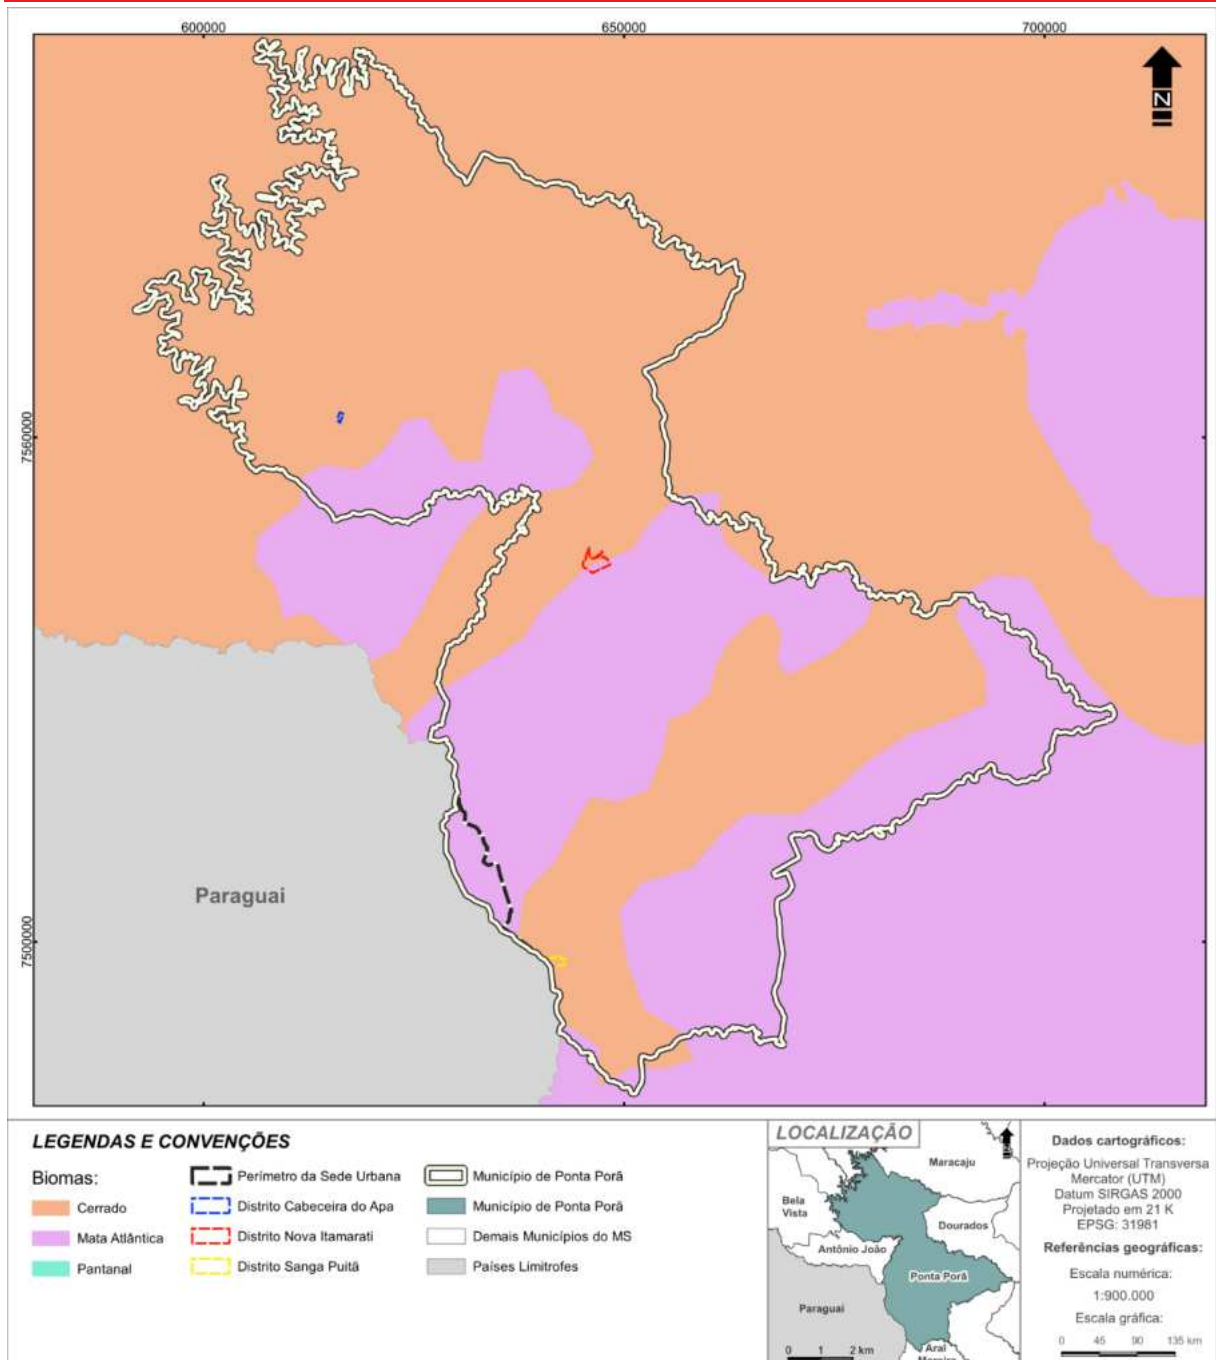 600000
650000
700000
7560000
7500000
N
Paraguai
LEGENDAS E CONVENÇÕES
Biomas:
Cerrado
Mata Atlântica
Pantanal
Perímetro da Sede Urbana
Distrito Cabeceira do Apa
Distrito Nova Itamarati
Distrito Sanga Puitã
Município de Ponta Porã
Município de Ponta Porã
Demais Municípios do MS
Países Limitrofes
LOCALIZAÇÃO
Maracaju
Bela
Vista
Dourados
Antônio João
Ponta Porã
Paraguai
Aral
Moreira
0 1 2 km
Dados cartográficos:
Projeção Universal Transversa
Mercator (UTM)
Datum SIRGAS 2000
Projetado em 21 K
EPSG: 31981
Referências geográficas:
Escala numérica:
1:900.000
Escala gráfica:
0 45 90 135 km